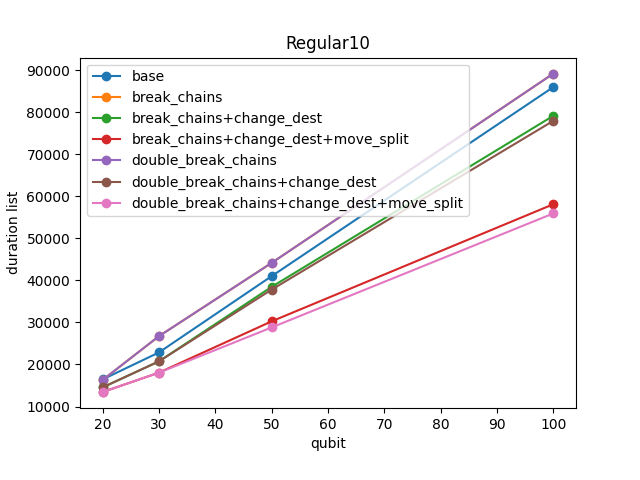 Regular10
base
break_chains
break_chains+change_dest
break_chains+change_dest+move_split
double_break_chains
double_break_chains+change_dest
double_break_chains+change_dest+move_split
duration list
90000
80000
70000
60000
50000
40000
30000
20000
10000
20 30 40 50 60 70 80 90 100
qubit